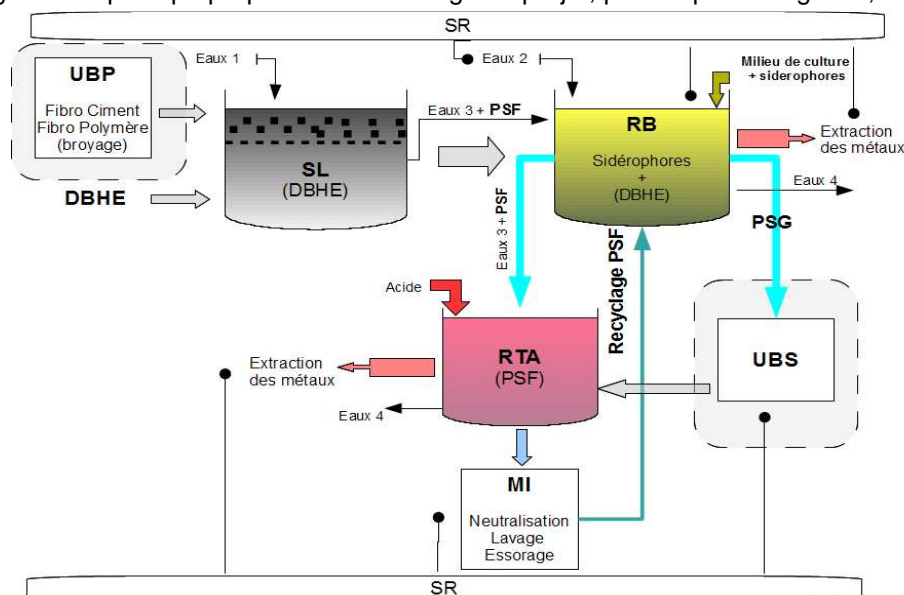 SR
UBP
Fibro Ciment
Fibro Polymère
(broyage)
DBHE
Eaux 1
SL
(DBHE)
Eaux 3 + PSF
Eaux 2
Milieu de culture
+ siderophores
RB
Sidérophores
+
(DBHE)
Extraction
des métaux
Eaux 4
PSG
Eaux 3 + PSF
Recyclage PSF
Acide
RTA
(PSF)
Extraction
des métaux
Eaux 4
UBS
MI
Neutralisation
Lavage
Essorage
SR